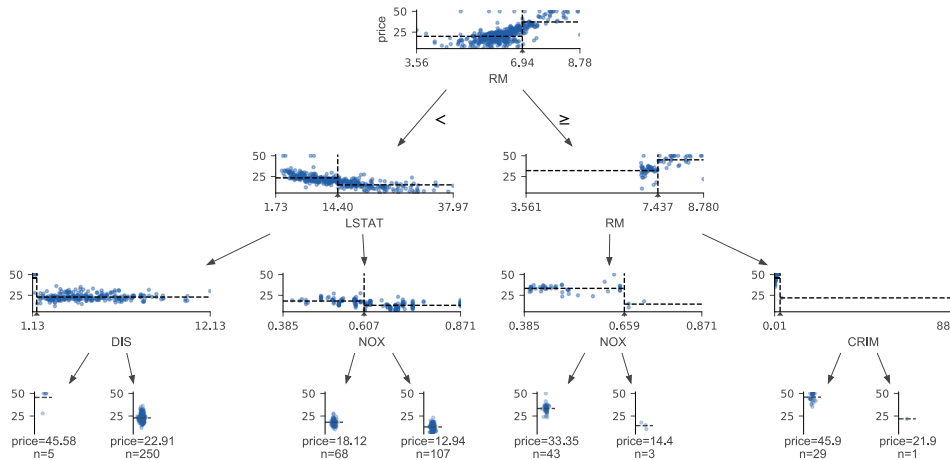 50
price
25
3.56 6.94 8.78
RM
< ≥
50 50
25 25
1.73 14.40 37.97 3.561 7.437 8.780
LSTAT RM
50 50 50 50
25 25 25 25
1.13 12.13 0.385 0.607 0.871 0.385 0.659 0.871 0.01 88
DIS NOX NOX CRIM
50 50 50 50 50 50 50 50
25 25 25 25 25 25 25 25
price=45.58 price=22.91 price=18.12 price=12.94 price=33.35 price=14.4 price=45.9 price=21.9
n=5 n=250 n=68 n=107 n=43 n=3 n=29 n=1